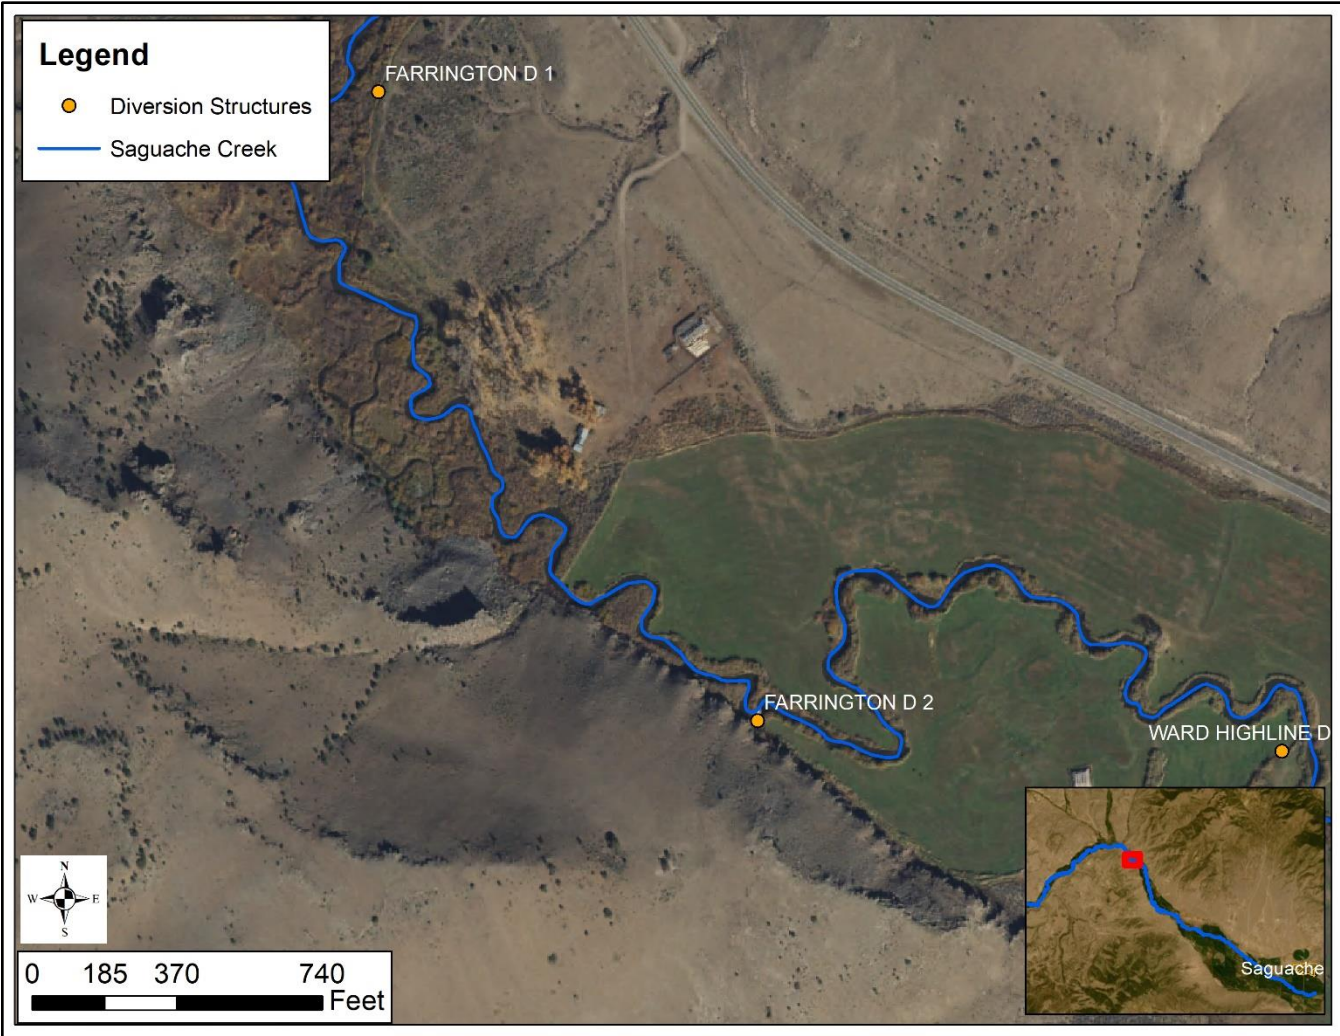 Legend
Diversion Structures
Saguache Creek
FARRINGTON D 1
FARRINGTON D 2
WARD HIGHLINE D
N
W E
S
0 185 370 740
Feet
Saguache